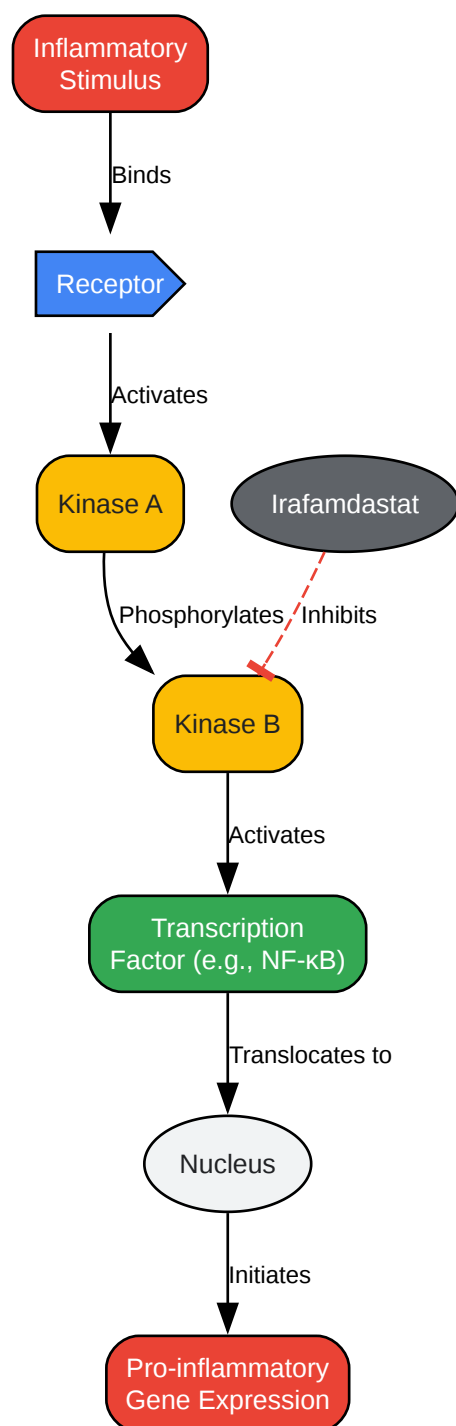 Inflammatory
Stimulus
Binds
Receptor
Activates
Kinase A
Irafamdastat
Phosphorylates
Inhibits
Kinase B
Activates
Transcription
Factor (e.g., NF-κB)
Translocates to
Nucleus
Initiates
Pro-inflammatory
Gene Expression